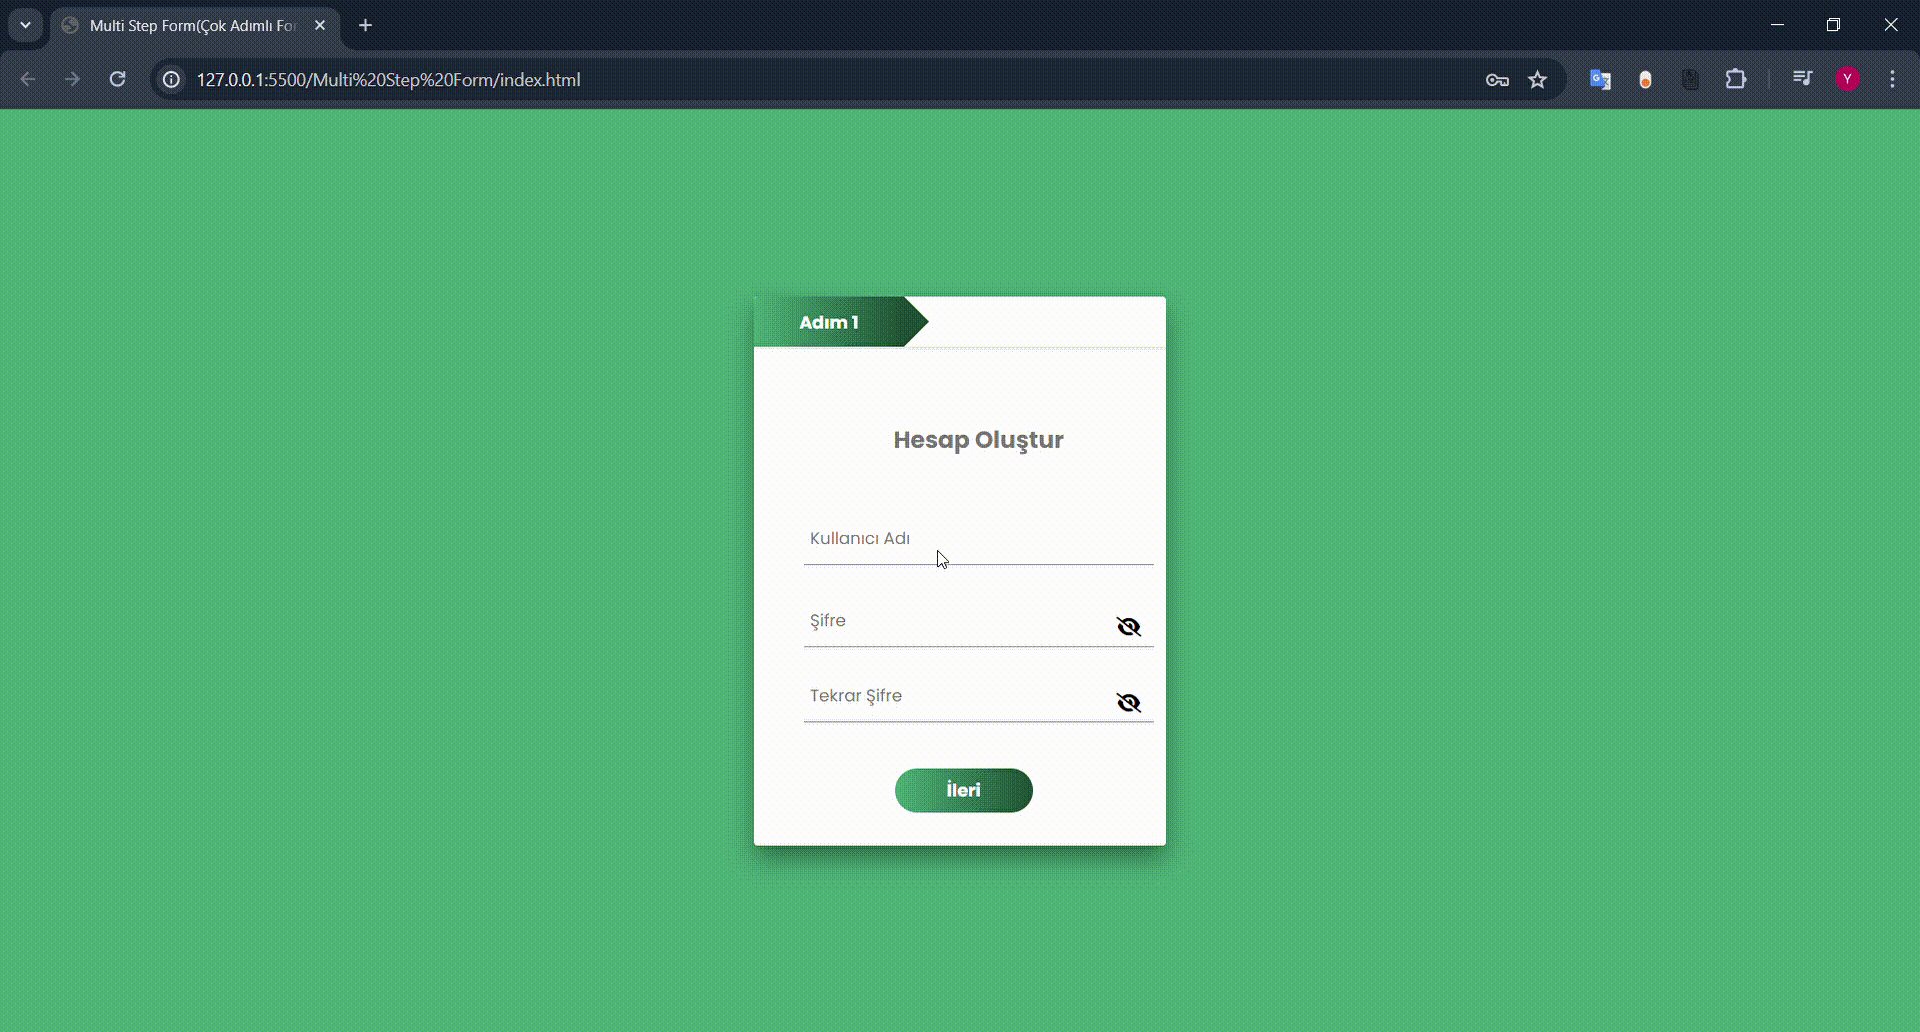 Multi Step Form(Çok Adımlı For
127.0.0.1:5500/Multi%20Step%20Form/index.html
Y
Adım 1
Hesap Oluştur
Kullanıcı Adı
Şifre
Tekrar Şifre
İleri